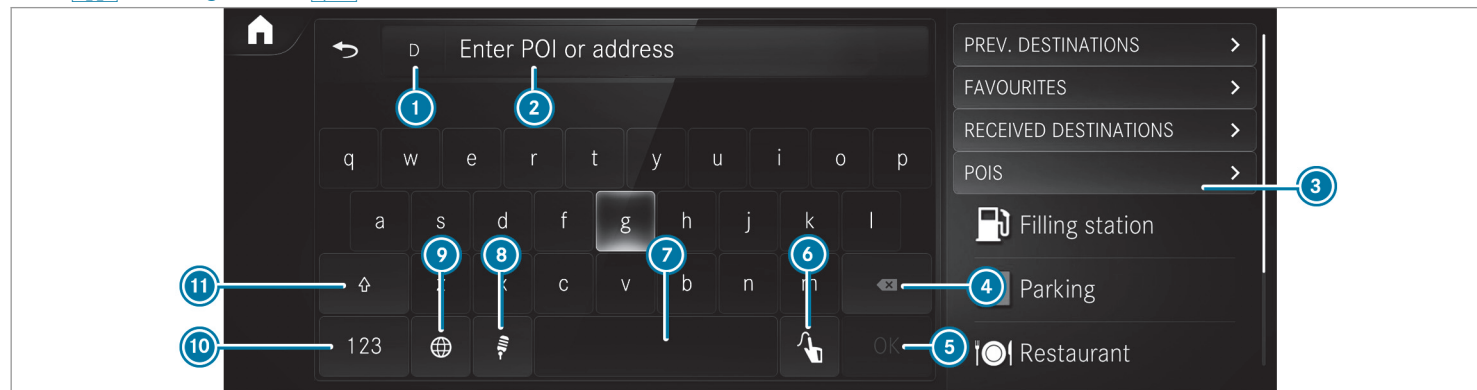 D Enter POI or address
1 2
q w e r t y u i o p
a s d f g h j k l
9 8 7 6
11 c v b n m 4
10 123 OK 5
PREV. DESTINATIONS
FAVOURITES
RECEIVED DESTINATIONS
POIS
3
Filling station
Parking
Restaurant